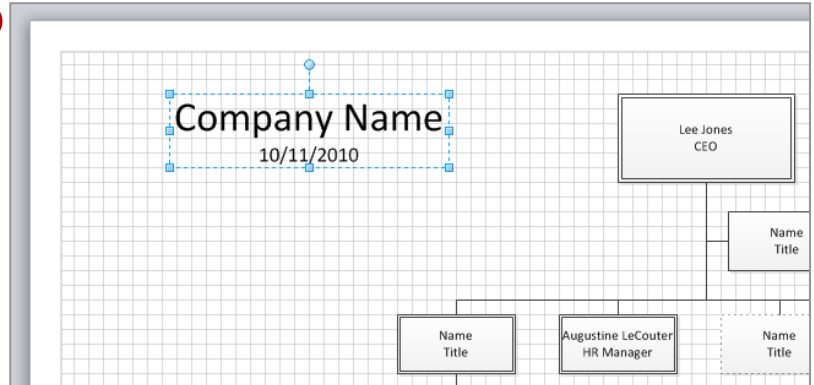 Company Name
10/11/2010
Lee Jones
CEO
Name
Title
Name
Title
Augustine LeCouter
HR Manager
Name
Title